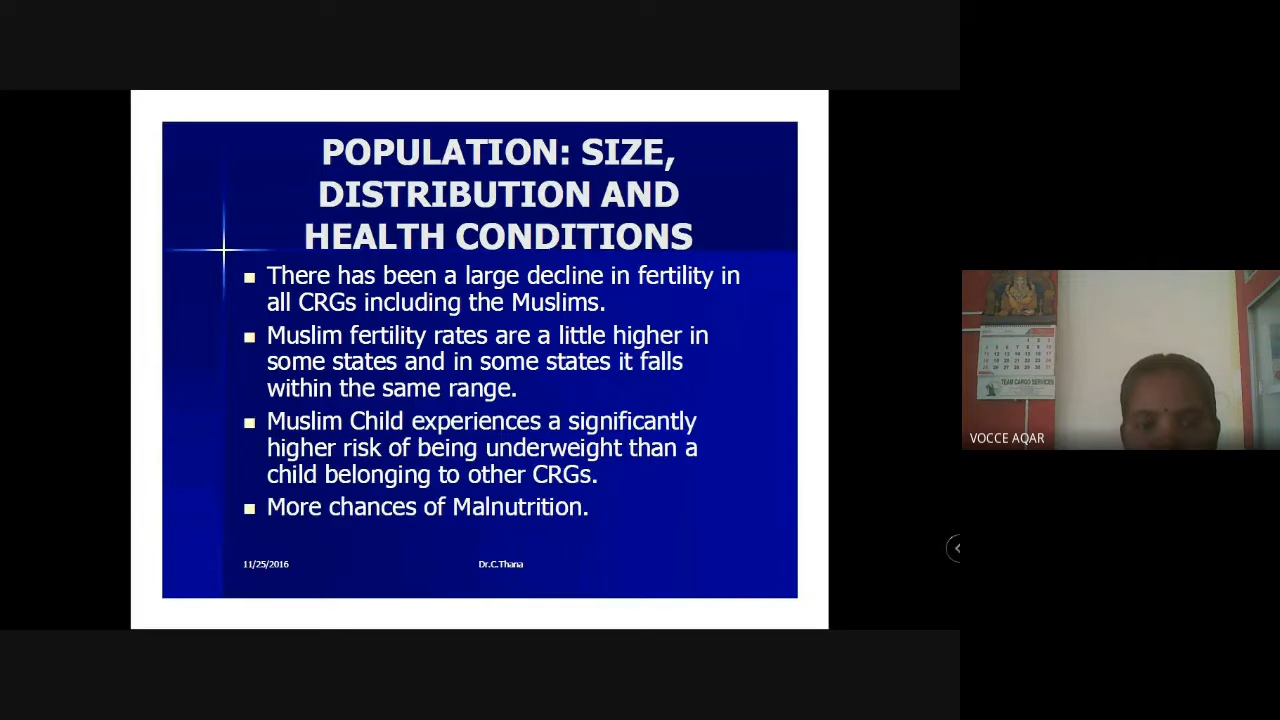 POPULATION: SIZE,
DISTRIBUTION AND
HEALTH CONDITIONS
There has been a large decline in fertility in
all CRGs including the Muslims.
Muslim fertility rates are a little higher in
some states and in some states it falls
within the same range.
Muslim Child experiences a significantly
higher risk of being underweight than a
child belonging to other CRGs.
More chances of Malnutrition.
11/25/2016
Dr.C.Thana
TEAM CARGO SERVICES
VOCCE AQAR